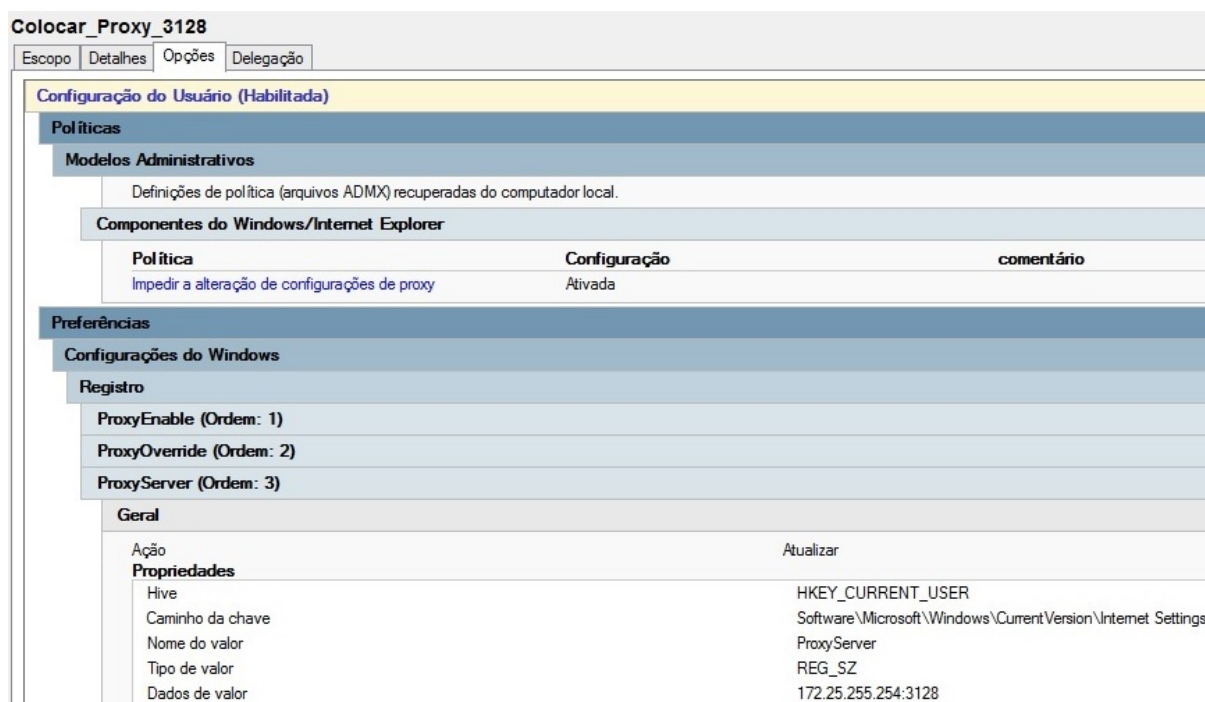 Colocar_Proxy_3128
Escopo Detalhes Opções Delegação
Configuração do Usuário (Habilitada)
Políticas
Modelos Administrativos
Definições de política (arquivos ADMX) recuperadas do computador local.
Componentes do Windows/Internet Explorer
Política Configuração comentário
Impedir a alteração de configurações de proxy Ativada
Preferências
Configurações do Windows
Registro
ProxyEnable (Ordem: 1)
ProxyOverride (Ordem: 2)
ProxyServer (Ordem: 3)
Geral
Ação Atualizar
Propriedades
Hive HKEY_CURRENT_USER
Caminho da chave Software\Microsoft\Windows\CurrentVersion\Internet Settings
Nome do valor ProxyServer
Tipo de valor REG_SZ
Dados de valor 172.25.255.254:3128